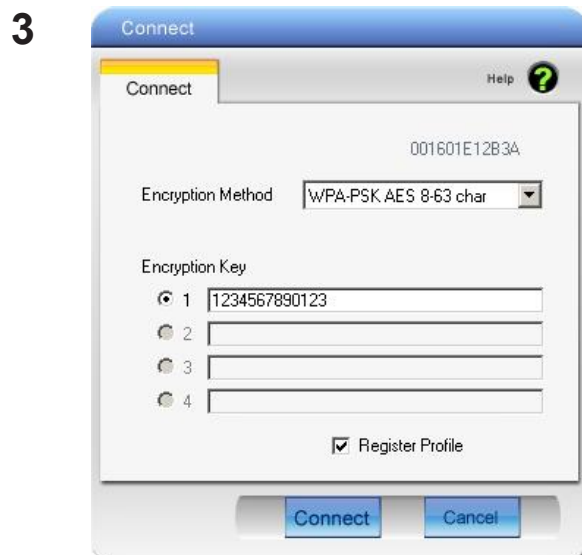 3
Connect
Connect
Help ?
001601E12B3A
Encryption Method WPA-PSK AES 8-63 char
Encryption Key
1 1234567890123
2
3
4
Register Profile
Connect Cancel